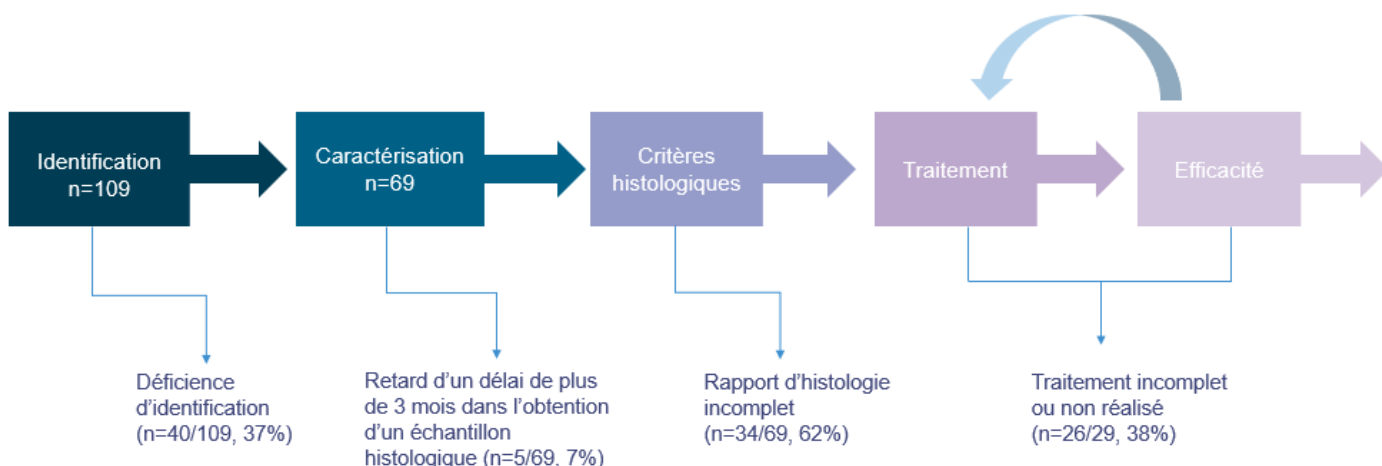 Identification
n=109
Caractérisation
n=69
Critères
histologiques
Traitement
Efficacité
Déficience
d’identification
(n=40/109, 37%)
Retard d’un délai de plus
de 3 mois dans l’obtention
d’un échantillon
histologique (n=5/69, 7%)
Rapport d’histologie
incomplet
(n=34/69, 62%)
Traitement incomplet
ou non réalisé
(n=26/29, 38%)